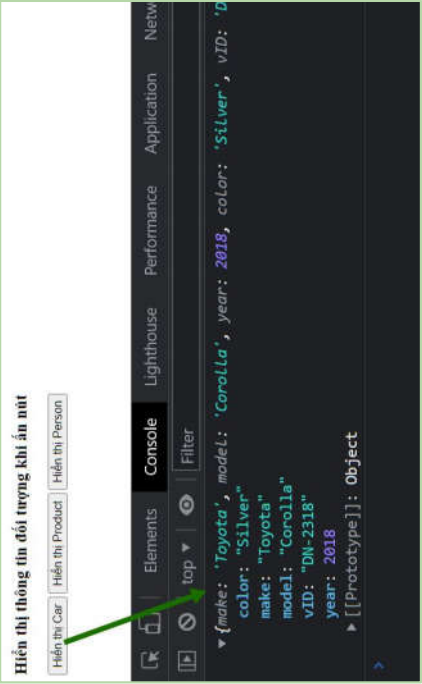 Hiển thị thông tin đối tượng khi ấn nút
Hiển thị Car Hiển thị Product Hiển thị Person
Elements Console Lighthouse Performance Application Netw
top ▼ Filter
▼{make: 'Toyota', model: 'Corolla', year: 2018, color: 'Silver', vID: 'D
color: "Silver"
make: "Toyota"
model: "Corolla"
vID: "DN-2318"
year: 2018
▶ [[Prototype]]: Object
>